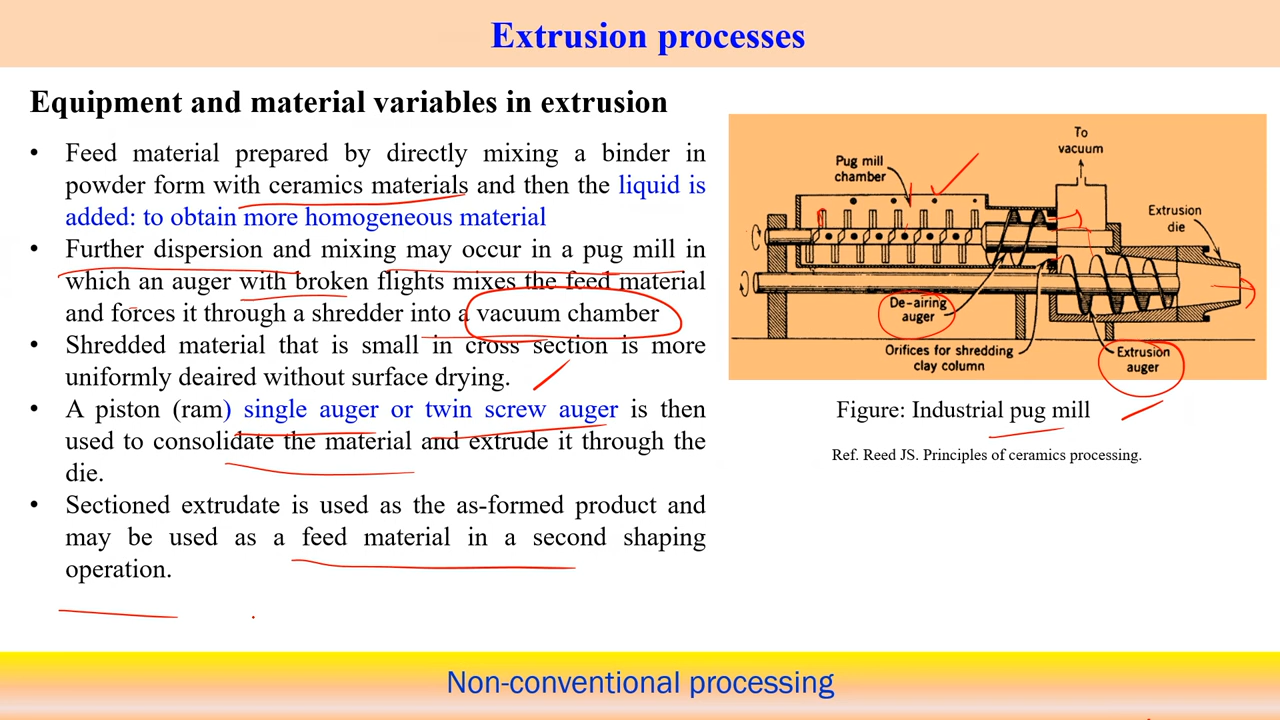 Extrusion processes
Equipment and material variables in extrusion
• Feed material prepared by directly mixing a binder in
powder form with ceramics materials and then the liquid is
added: to obtain more homogeneous material
• Further dispersion and mixing may occur in a pug mill in
which an auger with broken flights mixes the feed material
and forces it through a shredder into a vacuum chamber
• Shredded material that is small in cross section is more
uniformly deaired without surface drying.
• A piston (ram) single auger or twin screw auger is then
used to consolidate the material and extrude it through the
die.
• Sectioned extrudate is used as the as-formed product and
may be used as a feed material in a second shaping
operation.
To
vacuum
Pug mill
chamber
Extrusion
die
De-airing
auger
Orifices for shredding
clay column
Extrusion
auger
Figure: Industrial pug mill
Ref. Reed JS. Principles of ceramics processing.
Non-conventional processing